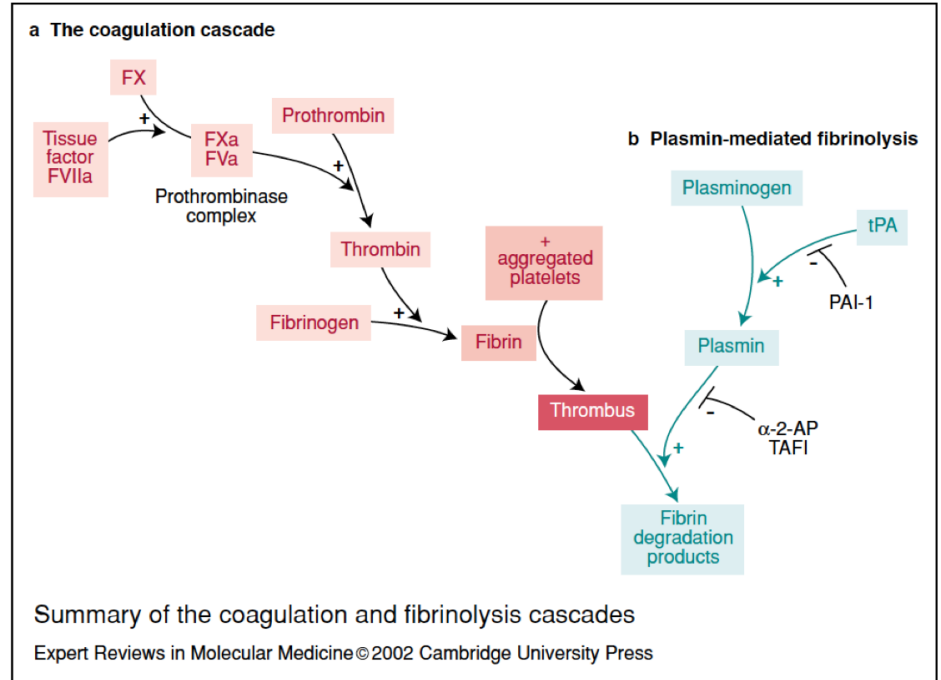 a The coagulation cascade
FX
+
Tissue
factor
FVIIa
FXa
FVa
Prothrombinase
complex
Prothrombin
+
Thrombin
Fibrinogen
+
Fibrin
+
aggregated
platelets
Thrombus
b Plasmin-mediated fibrinolysis
Plasminogen
tPA
-
+
PAI-1
Plasmin
-
α-2-AP
TAFI
+
Fibrin
degradation
products
Summary of the coagulation and fibrinolysis cascades
Expert Reviews in Molecular Medicine©2002 Cambridge University Press